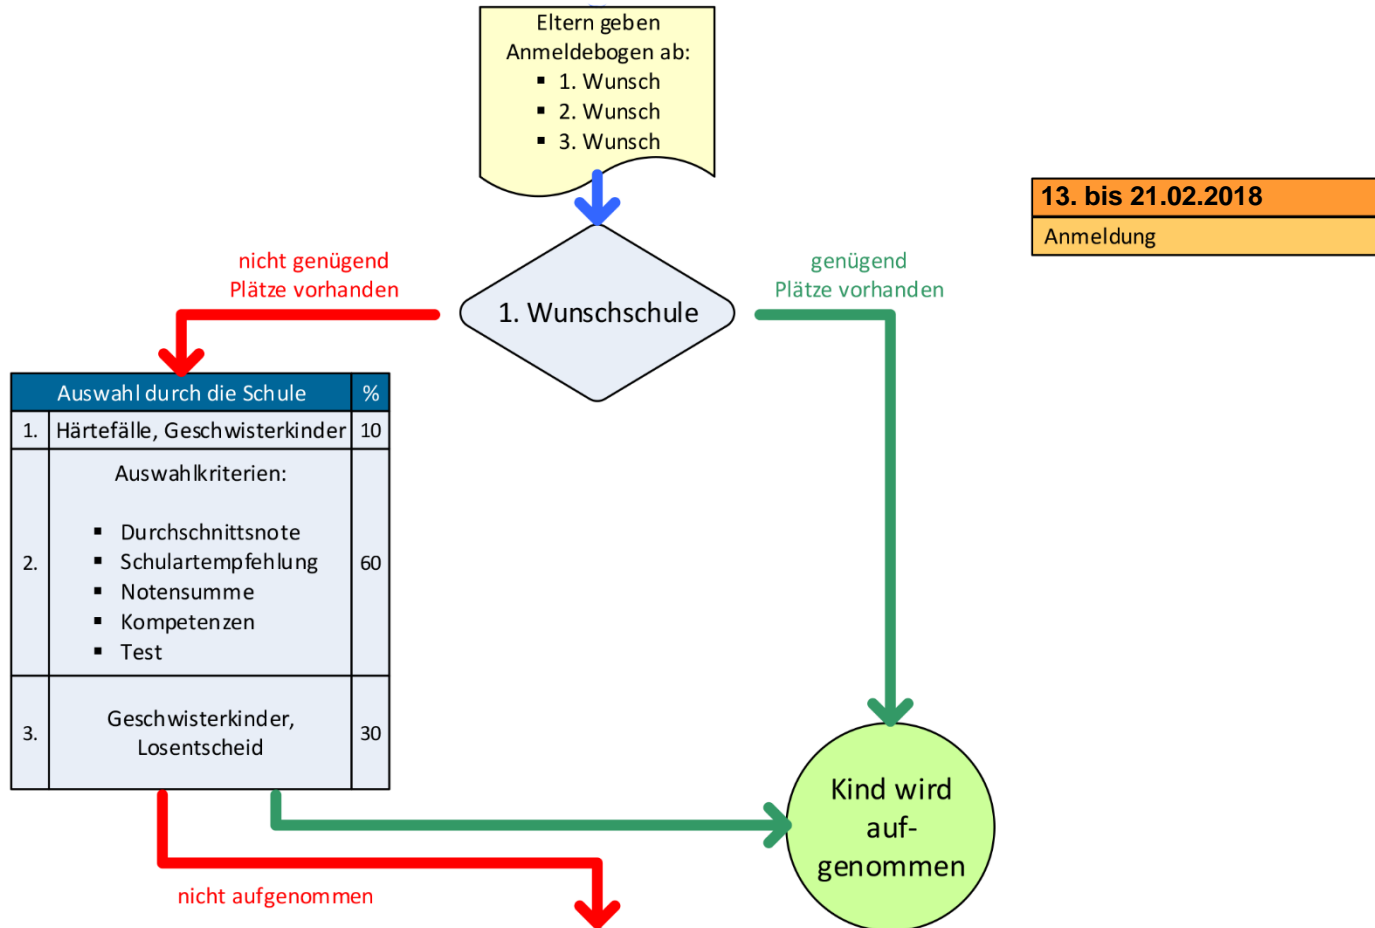 Eltern geben
Anmeldebogen ab:
▪ 1. Wunsch
▪ 2. Wunsch
▪ 3. Wunsch
13. bis 21.02.2018
Anmeldung
nicht genügend
Plätze vorhanden
1. Wunschschule
genügend
Plätze vorhanden
Auswahl durch die Schule %
1. Härtefälle, Geschwisterkinder 10
Auswahlkriterien:
▪ Durchschnittsnote
▪ Schulartempfehlung
2. ▪ Notensumme 60
▪ Kompetenzen
▪ Test
3. Geschwisterkinder, 30
Losentscheid
Kind wird
auf-
genommen
nicht aufgenommen